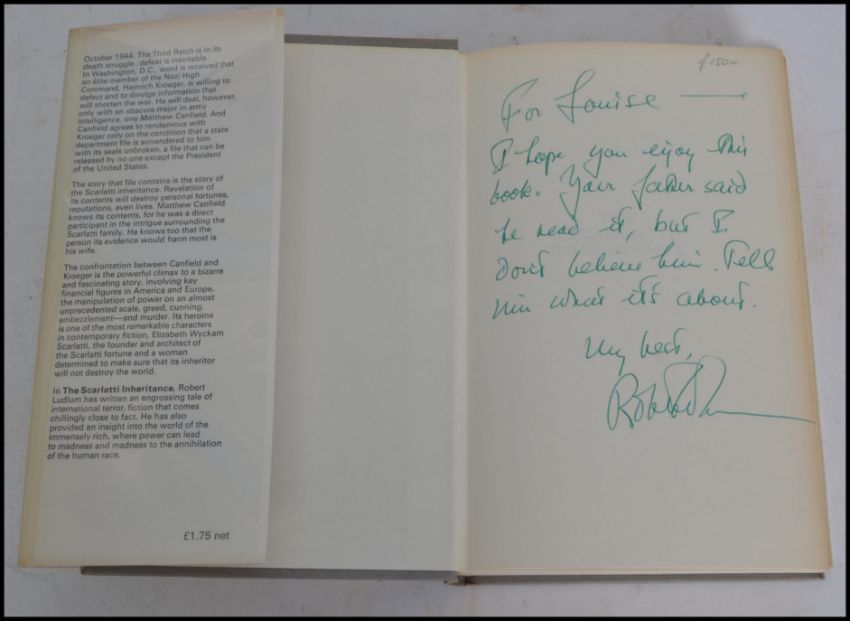 October 1944. The Third Reich is in its
death struggle; defeat is inevitable.
In Washington, D.C., word is received that
an elite member of the Nazi High
Command, Heinrich Kroeger, is willing to
defect and to divulge information that
will shorten the war. He will deal, however,
only with an obscure major in army
intelligence, one Matthew Canfield. And
Canfield agrees to rendezvous with
Kroeger only on the condition that a state
department file is surrendered to him
with its seals unbroken, a file that can be
released by no one except the President
of the United States.
The story that file contains is the story of
the Scarlatti inheritance. Revelation of
its contents will destroy personal fortunes,
reputations, even lives. Matthew Canfield
knows its contents, for he was a direct
participant in the intrigue surrounding the
Scarlatti family. He knows too that the
person its evidence would harm most is
his wife.
The confrontation between Canfield and
Kroeger is the powerful climax to a bizarre
and fascinating story, involving key
financial figures in America and Europe,
the manipulation of power on an almost
unprecedented scale, greed, cunning,
embezzlement—and murder. Its heroine
is one of the most remarkable characters
in contemporary fiction, Elizabeth Wyckam
Scarlatti, the founder and architect of
the Scarlatti fortune and a woman
determined to make sure that its inheritor
will not destroy the world.
In The Scarlatti Inheritance, Robert
Ludlum has written an engrossing tale of
international terror, fiction that comes
chillingly close to fact. He has also
provided an insight into the world of the
immensely rich, where power can lead
to madness and madness to the annihilation
of the human race.
£1.75 net
£150
For Louise —
I hope you enjoy this
book. Your father said
he read it, but I
don't believe him. Tell
him what it's about.
My best,
Robert